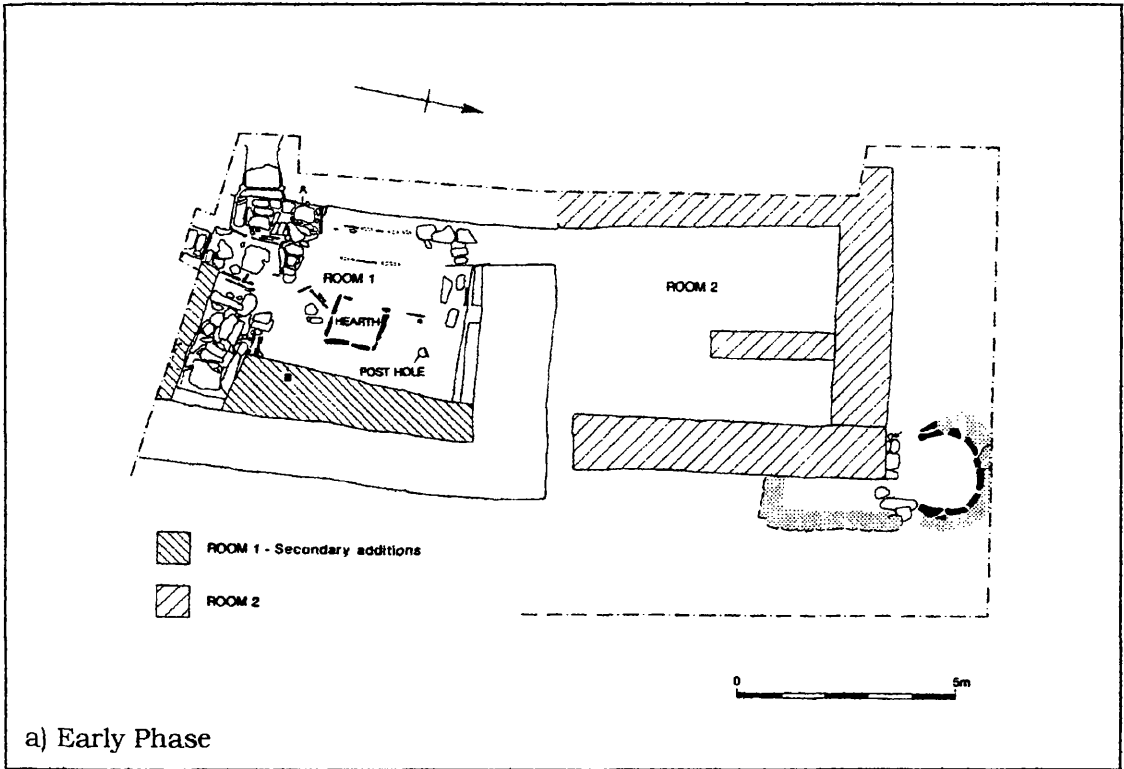 ROOM 1
ROOM 2
HEARTH
POST HOLE
ROOM 1 - Secondary additions
ROOM 2
0 5m
a) Early Phase